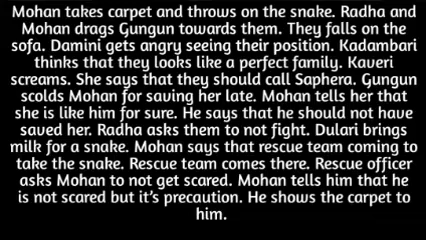 Mohan takes carpet and throws on the snake. Radha and
Mohan drags Gungun towards them. They falls on the
sofa. Damini gets angry seeing their position. Kadambari
thinks that they looks like a perfect family. Kaveri
screams. She says that they should call Saphera. Gungun
scolds Mohan for saving her late. Mohan tells her that
she is like him for sure. He says that he should not have
saved her. Radha asks them to not fight. Dulari brings
milk for a snake. Mohan says that rescue team coming to
take the snake. Rescue team comes there. Rescue officer
asks Mohan to not get scared. Mohan tells him that he
is not scared but it's precaution. He shows the carpet to
him.